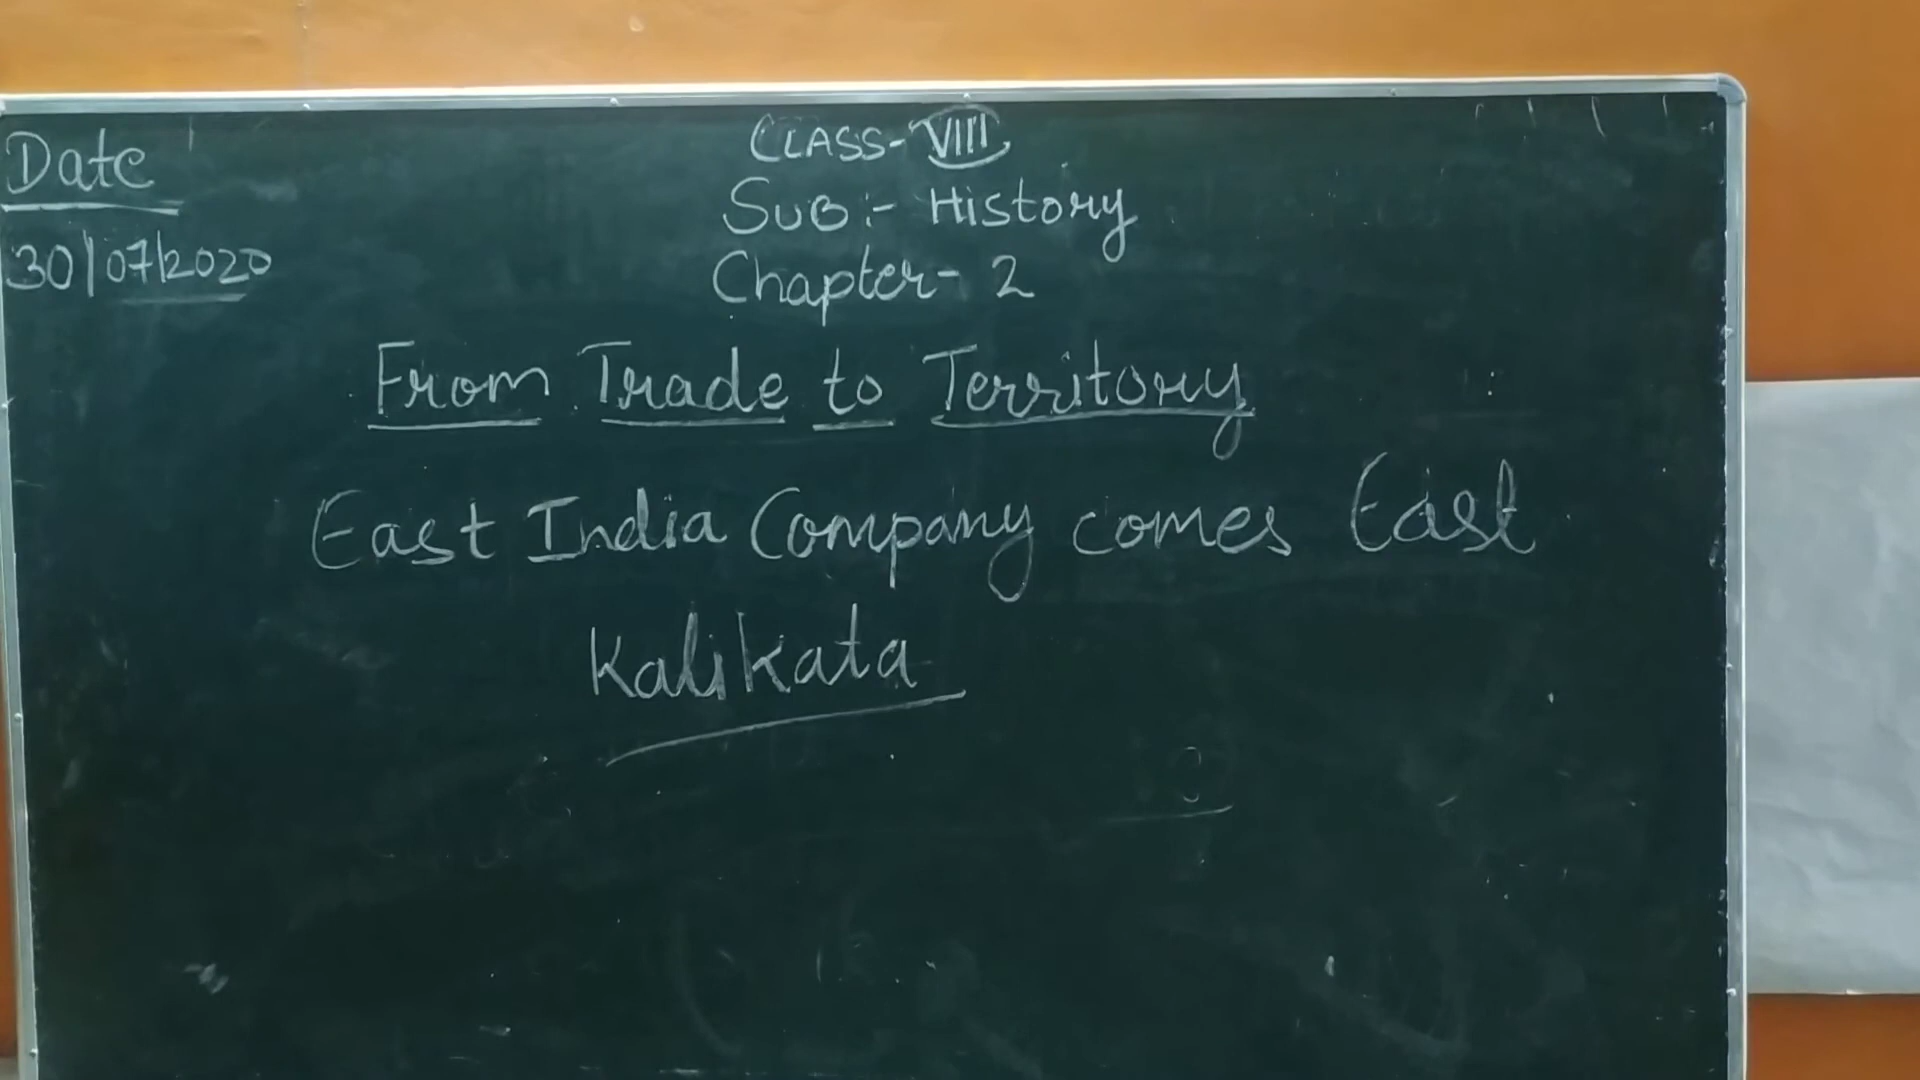 Date
30/07/2020
CLASS-VIII
SUB:- History
Chapter- 2
From Trade to Territory
East India Company comes East
Kalikata